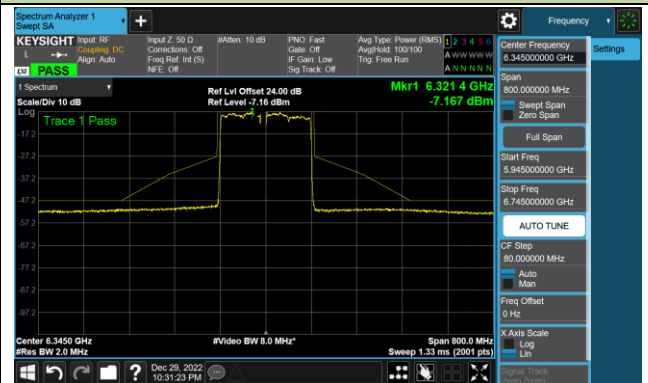 Spectrum Analyzer 1
Swept SA
Frequency
KEYSIGHT Input: RF
Coupling: DC
Align: Auto
Input Z: 50 Ω
Corrections: Off
Freq Ref: Int (S)
NFE: Off
#Atten: 10 dB
PNO: Fast
Gate: Off
IF Gain: Low
Sig Track: Off
Avg Type: Power (RMS)
Avg|Hold: 100/100
Trig: Free Run
1 2 3 4 5 6
A W W W W W
A N N N N N
L
LXI PASS
1 Spectrum
Scale/Div 10 dB
Ref Lvl Offset 24.00 dB
Ref Level -7.16 dBm
Mkr1 6.321 4 GHz
-7.167 dBm
Log
Trace 1 Pass
-17.2
-27.2
-37.2
-47.2
-57.2
-67.2
-77.2
-87.2
-97.2
Center 6.3450 GHz
#Res BW 2.0 MHz
#Video BW 8.0 MHz*
Span 800.0 MHz
Sweep 1.33 ms (2001 pts)
Dec 29, 2022
10:31:23 PM
Center Frequency
6.345000000 GHz
Settings
Span
800.000000 MHz
Swept Span
Zero Span
Full Span
Start Freq
5.945000000 GHz
Stop Freq
6.745000000 GHz
AUTO TUNE
CF Step
80.000000 MHz
Auto
Man
Freq Offset
0 Hz
X Axis Scale
Log
Lin
Signal Track
(Span Zoom)